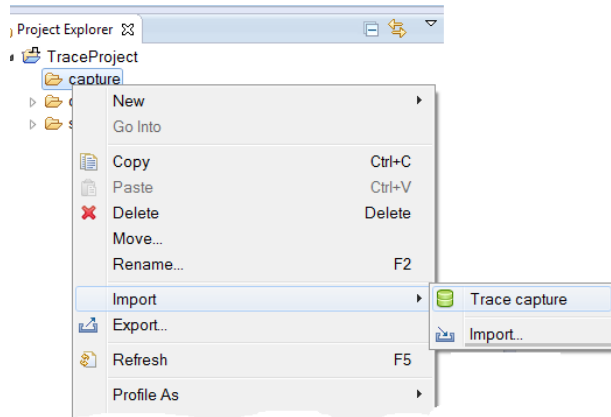 Project Explorer
TraceProject
capture
New
Go Into
Copy Ctrl+C
Paste Ctrl+V
Delete Delete
Move...
Rename... F2
Import
Trace capture
Export...
Import...
Refresh F5
Profile As